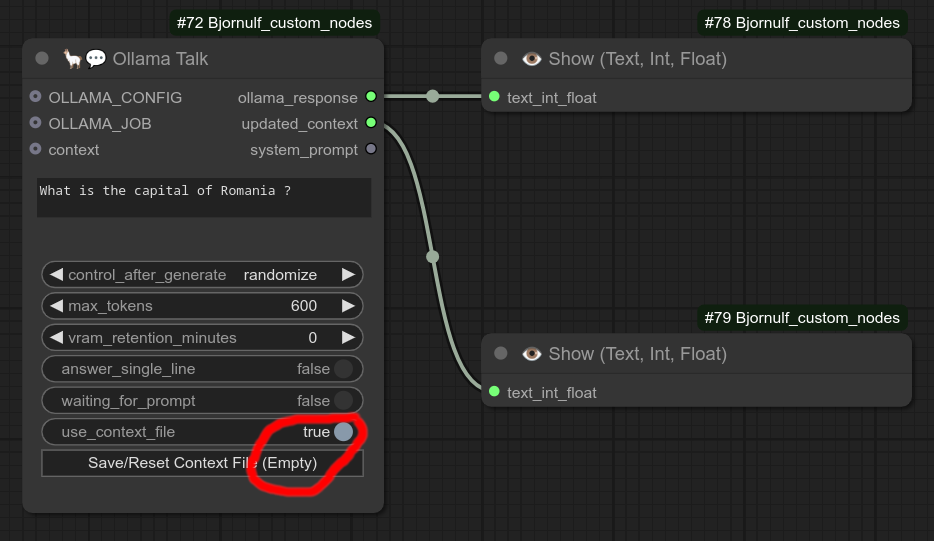 #72 Bjornulf_custom_nodes
🦙💬 Ollama Talk
OLLAMA_CONFIG ollama_response
OLLAMA_JOB updated_context
context system_prompt
What is the capital of Romania ?
control_after_generate randomize
max_tokens 600
vram_retention_minutes 0
answer_single_line false
waiting_for_prompt false
use_context_file true
Save/Reset Context File (Empty)
#78 Bjornulf_custom_nodes
👁 Show (Text, Int, Float)
text_int_float
#79 Bjornulf_custom_nodes
👁 Show (Text, Int, Float)
text_int_float